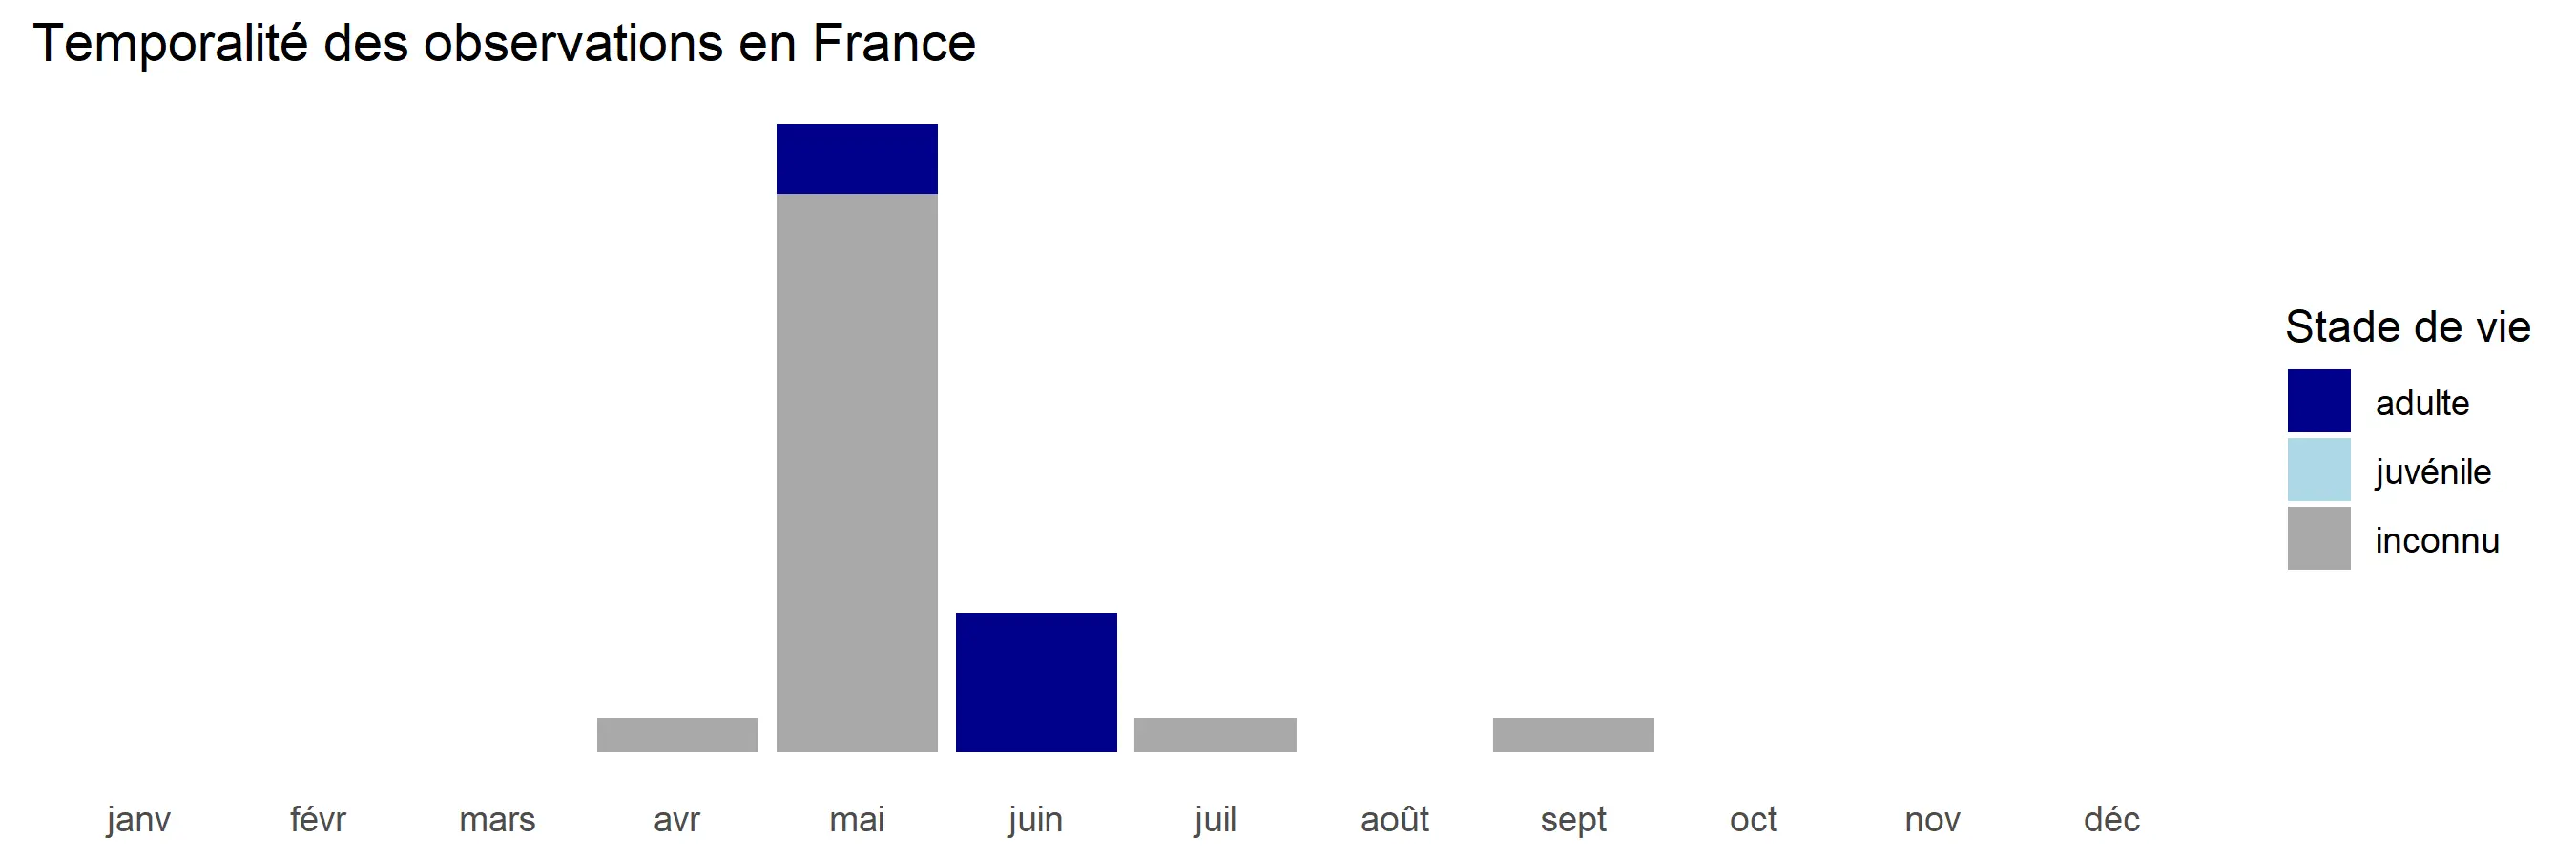 Temporalité des observations en France
Stade de vie
adulte
juvénile
inconnu
janv févr mars avr mai juin juil août sept oct nov déc